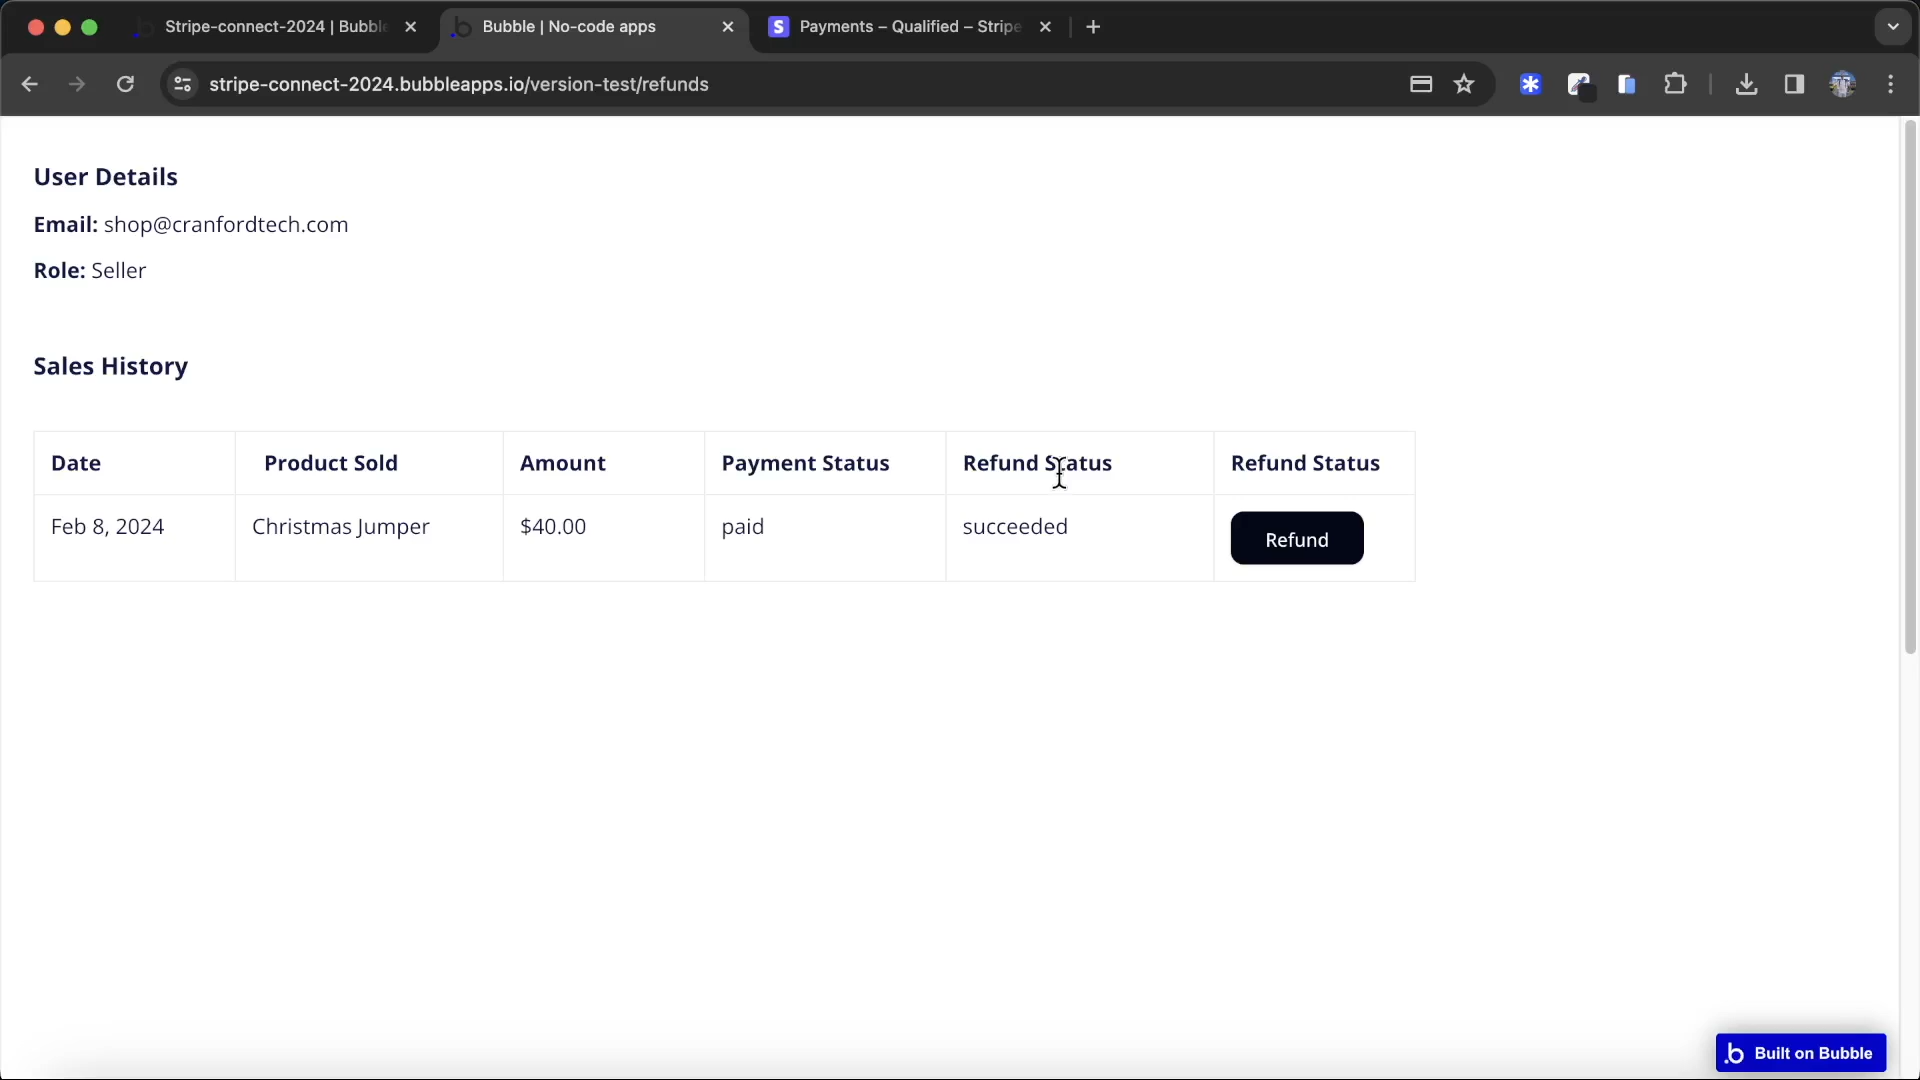 Stripe-connect-2024 | Bubble
Bubble | No-code apps
Payments – Qualified – Stripe
stripe-connect-2024.bubbleapps.io/version-test/refunds
User Details
Email: shop@cranfordtech.com
Role: Seller
Sales History
Date Product Sold Amount Payment Status Refund Status Refund Status
Feb 8, 2024 Christmas Jumper $40.00 paid succeeded Refund
Built on Bubble